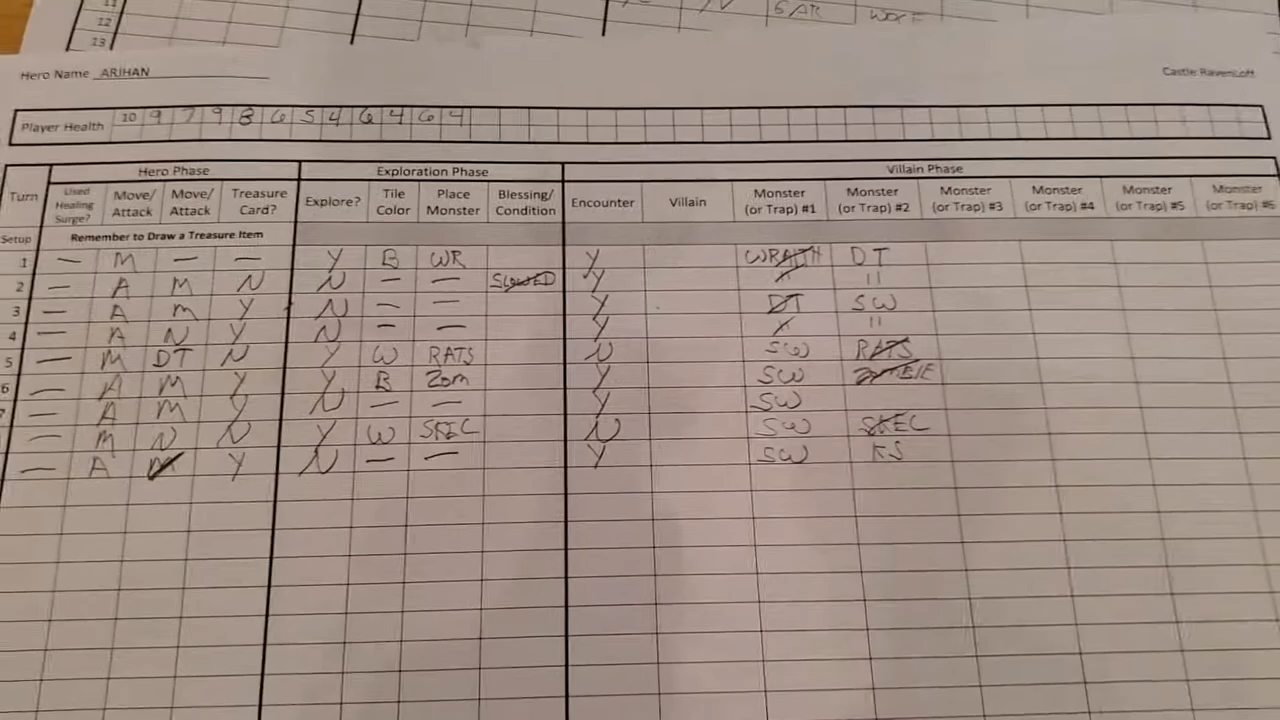 11
12 GAR WOLF
13
Hero Name ARJHAN Castle Ravenloft
Player Health 10 9 7 9 8 6 5 4 6 4 6 4
Hero Phase Exploration Phase Villain Phase
Turn Used Healing Surge? Move/ Attack Move/ Attack Treasure Card? Explore? Tile Color Place Monster Blessing/ Condition Encounter Villain Monster (or Trap) #1 Monster (or Trap) #2 Monster (or Trap) #3 Monster (or Trap) #4 Monster (or Trap) #5 Monster (or Trap) #6
Setup Remember to Draw a Treasure Item
1 — M — — Y B WR Y WRAITH DT
2 — A M N N — — SLOWED Y X "
3 — A M Y N — — Y DT SW
4 — A N Y N — — Y X "
5 — M DT N Y W RATS N SW RATS
6 — A M Y Y B ZOM Y SW ZOMBIE
7 — A M Y N — — Y SW
— M N N Y W SKEL N SW SKEL
— A M Y N — — Y SW KS